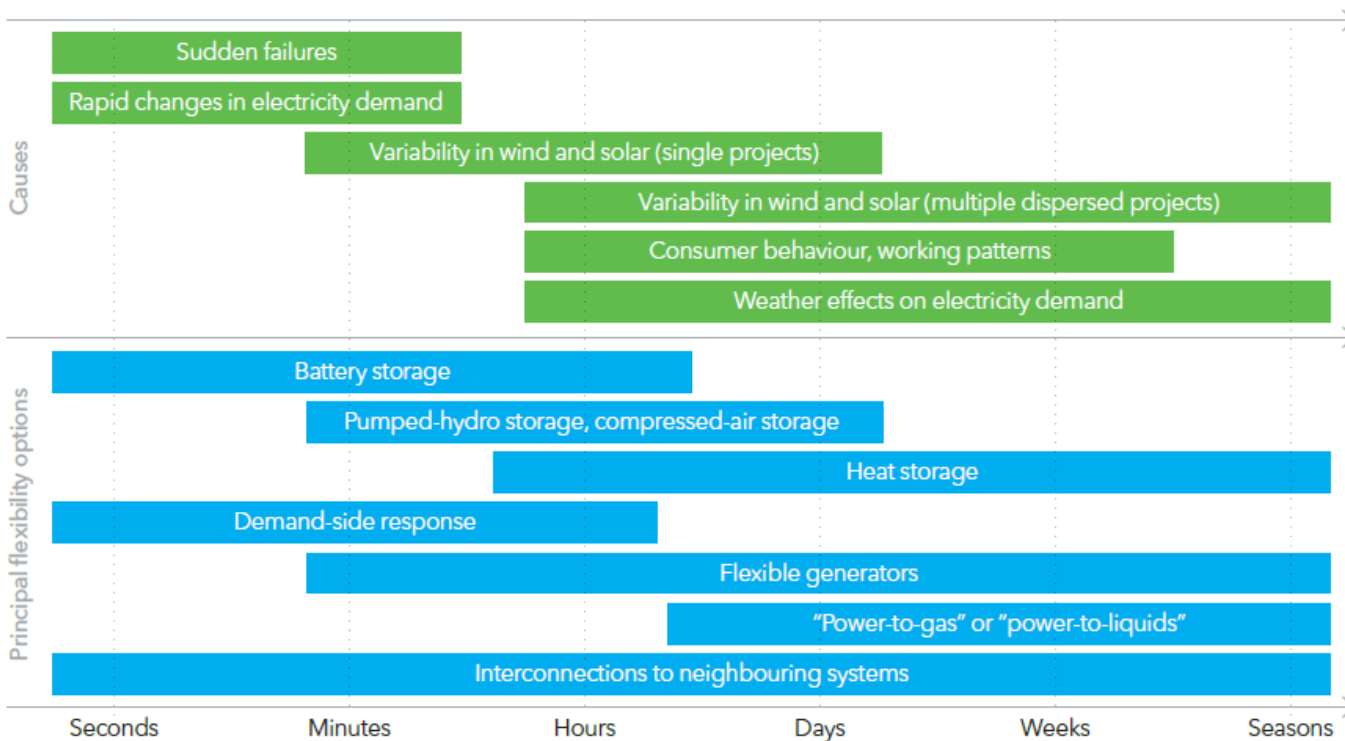 Causes
Sudden failures
Rapid changes in electricity demand
Variability in wind and solar (single projects)
Variability in wind and solar (multiple dispersed projects)
Consumer behaviour, working patterns
Weather effects on electricity demand
Principal flexibility options
Battery storage
Pumped-hydro storage, compressed-air storage
Heat storage
Demand-side response
Flexible generators
"Power-to-gas" or "power-to-liquids"
Interconnections to neighbouring systems
Seconds Minutes Hours Days Weeks Seasons